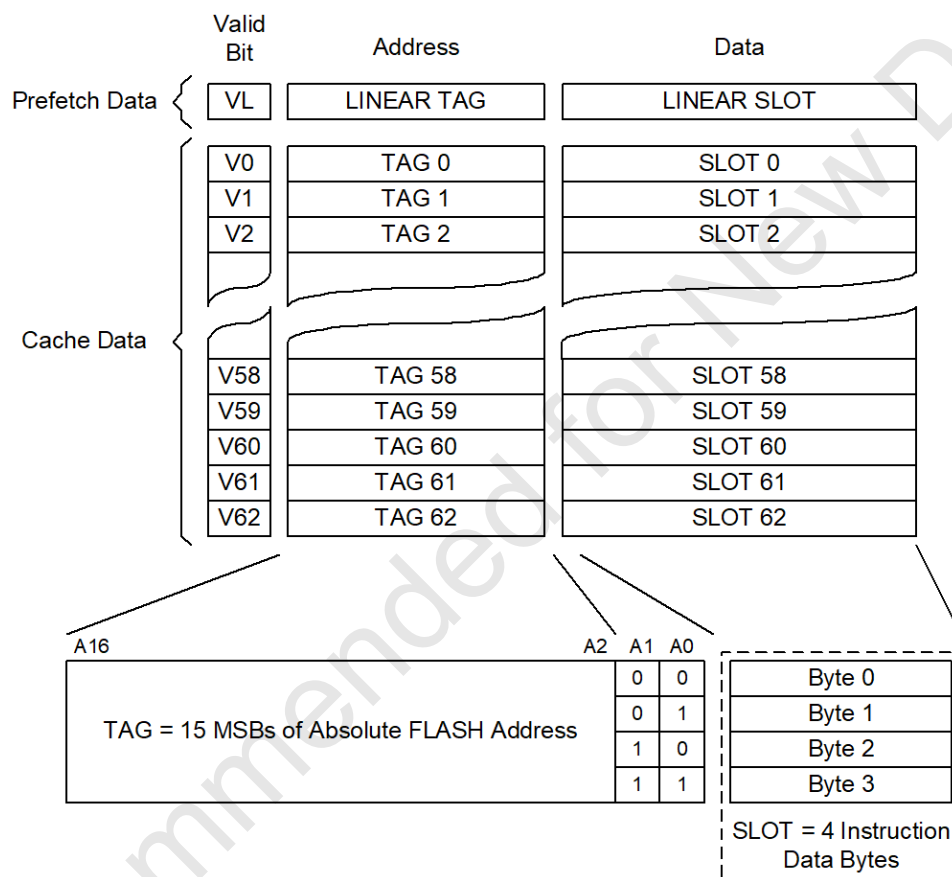 Valid
Bit
Address
Data
Prefetch Data
VL
LINEAR TAG
LINEAR SLOT
Cache Data
V0
TAG 0
SLOT 0
V1
TAG 1
SLOT 1
V2
TAG 2
SLOT 2
V58
TAG 58
SLOT 58
V59
TAG 59
SLOT 59
V60
TAG 60
SLOT 60
V61
TAG 61
SLOT 61
V62
TAG 62
SLOT 62
A16
A2
A1
A0
TAG = 15 MSBs of Absolute FLASH Address
0 0
0 1
1 0
1 1
Byte 0
Byte 1
Byte 2
Byte 3
SLOT = 4 Instruction
Data Bytes
mmended for New D